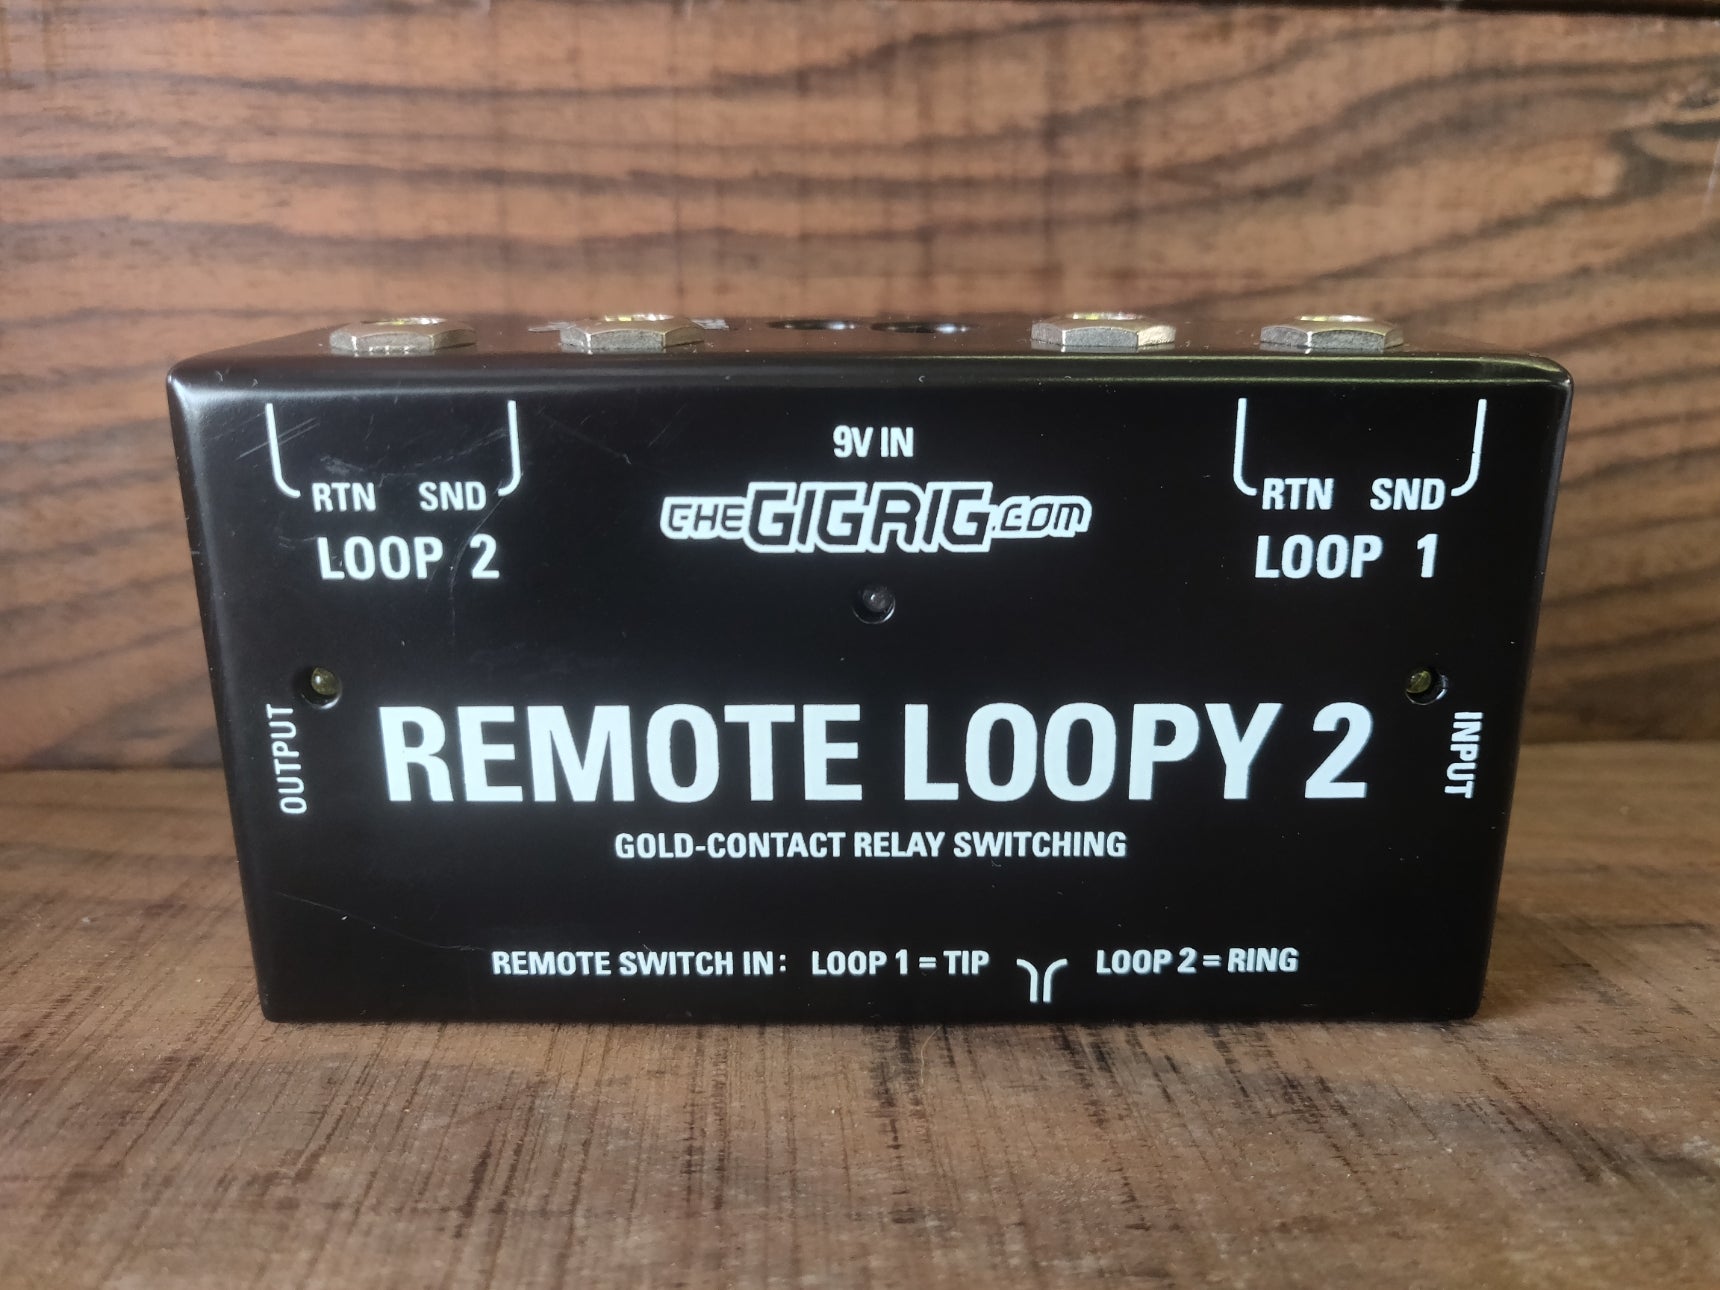 9V IN
RTN SND
LOOP 2
theGIGRIG.com
RTN SND
LOOP 1
OUTPUT
REMOTE LOOPY 2
INPUT
GOLD-CONTACT RELAY SWITCHING
REMOTE SWITCH IN: LOOP 1 = TIP LOOP 2 = RING